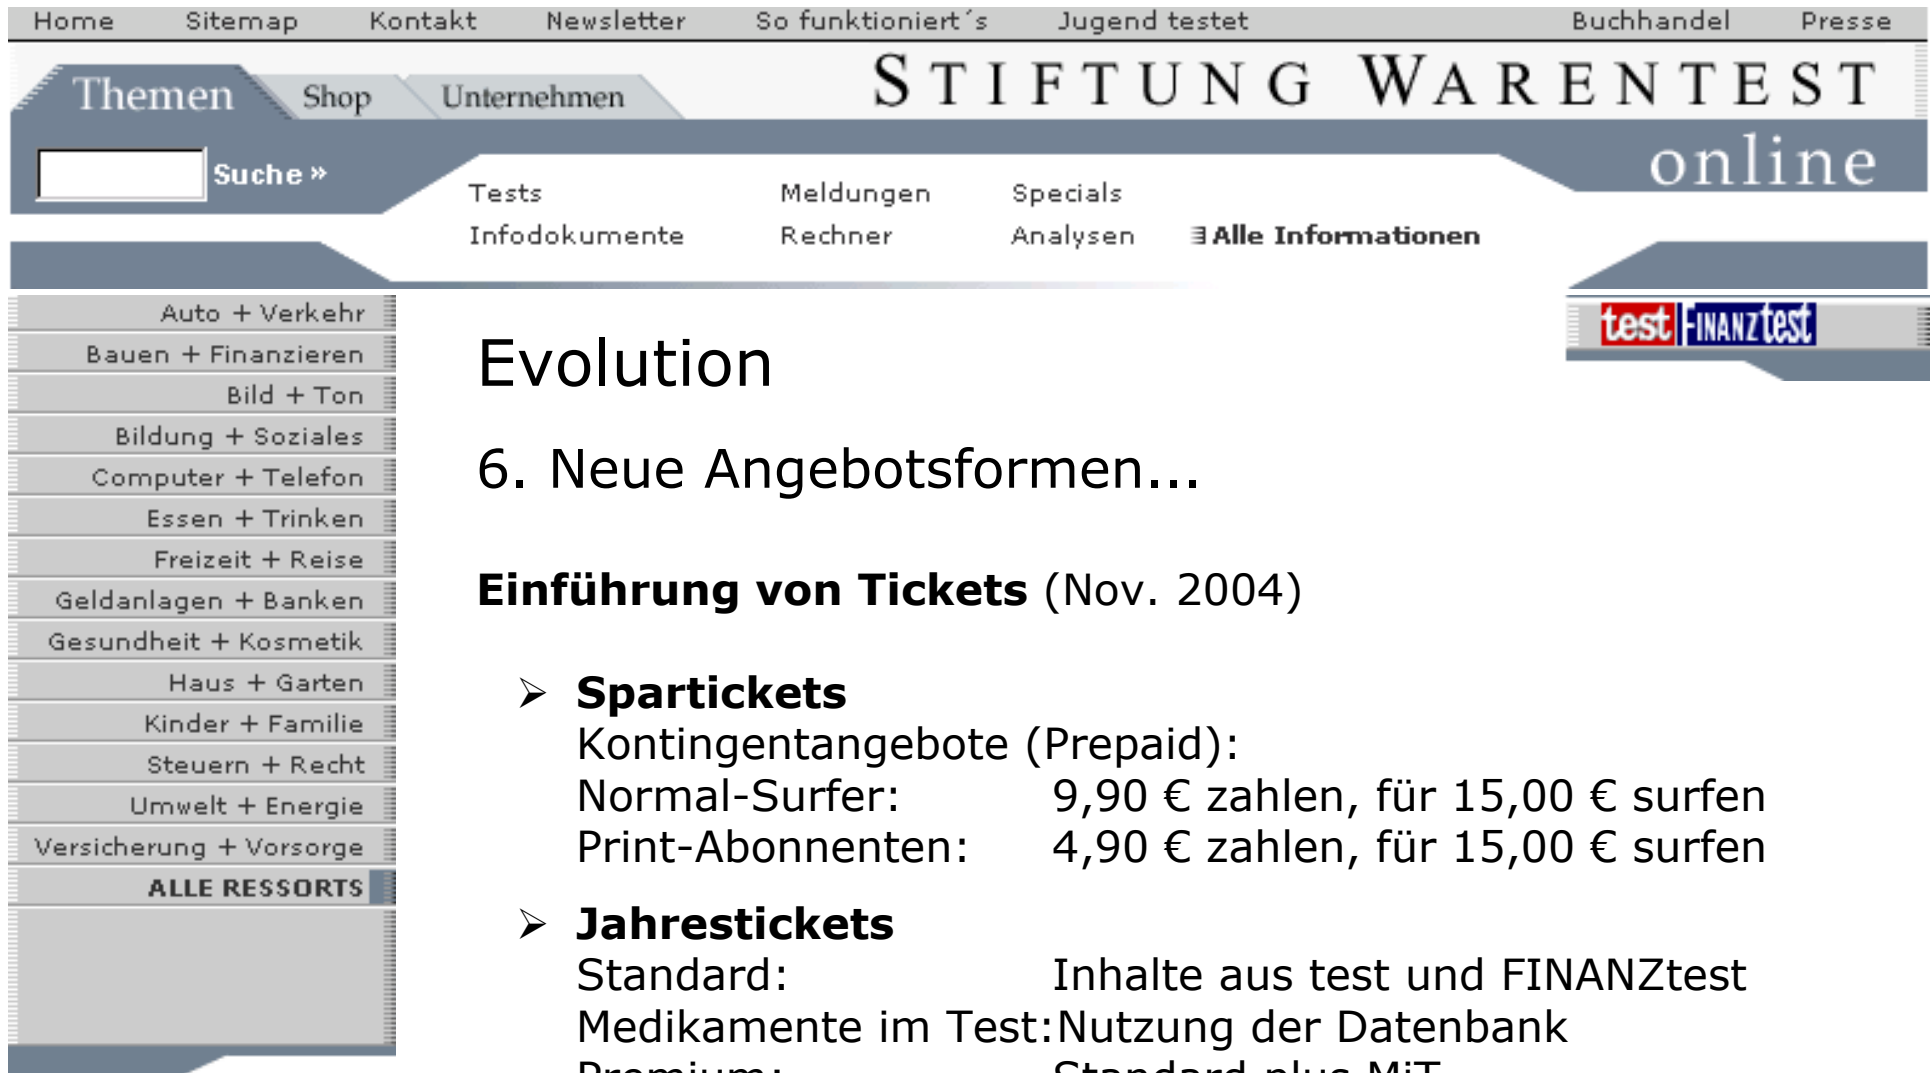 Home Sitemap Kontakt Newsletter So funktioniert´s Jugend testet Buchhandel Presse
Themen Shop Unternehmen STIFTUNG WARENTEST
online
Suche »
Tests Meldungen Specials
Infodokumente Rechner Analysen Alle Informationen
test FINANZtest
Auto + Verkehr
Bauen + Finanzieren
Bild + Ton
Bildung + Soziales
Computer + Telefon
Essen + Trinken
Freizeit + Reise
Geldanlagen + Banken
Gesundheit + Kosmetik
Haus + Garten
Kinder + Familie
Steuern + Recht
Umwelt + Energie
Versicherung + Vorsorge
ALLE RESSORTS
Evolution
6. Neue Angebotsformen...
Einführung von Tickets (Nov. 2004)
➢ Spartickets
Kontingentangebote (Prepaid):
Normal-Surfer: 9,90 € zahlen, für 15,00 € surfen
Print-Abonnenten: 4,90 € zahlen, für 15,00 € surfen
➢ Jahrestickets
Standard: Inhalte aus test und FINANZtest
Medikamente im Test: Nutzung der Datenbank
Premium: Standard plus MiT